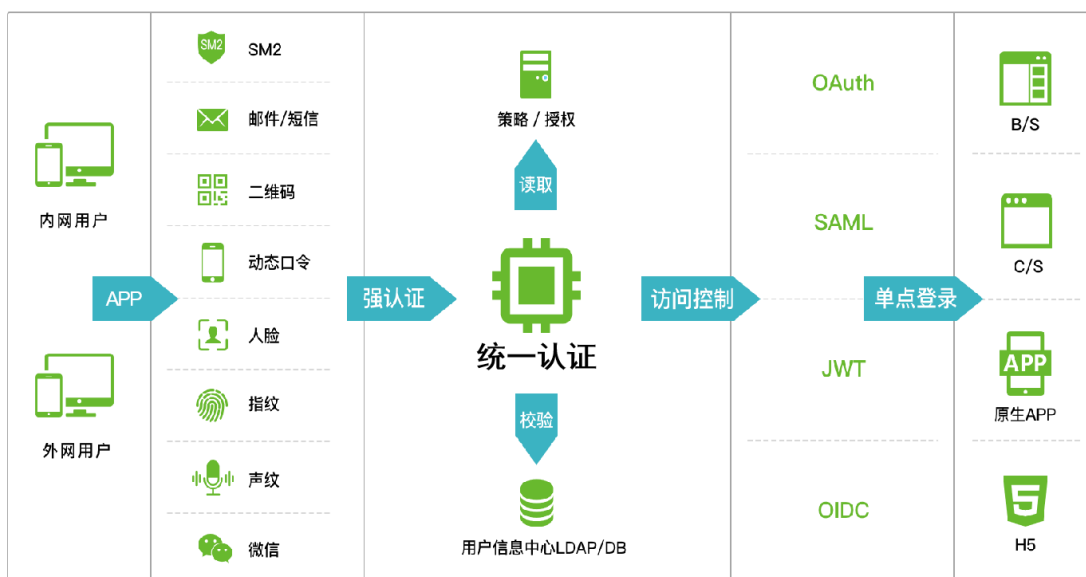 内网用户
外网用户
APP
SM2
SM2
邮件/短信
二维码
动态口令
人脸
指纹
声纹
微信
强认证
策略 / 授权
读取
统一认证
校验
用户信息中心LDAP/DB
访问控制
OAuth
SAML
JWT
OIDC
单点登录
B/S
C/S
APP
原生APP
5
H5